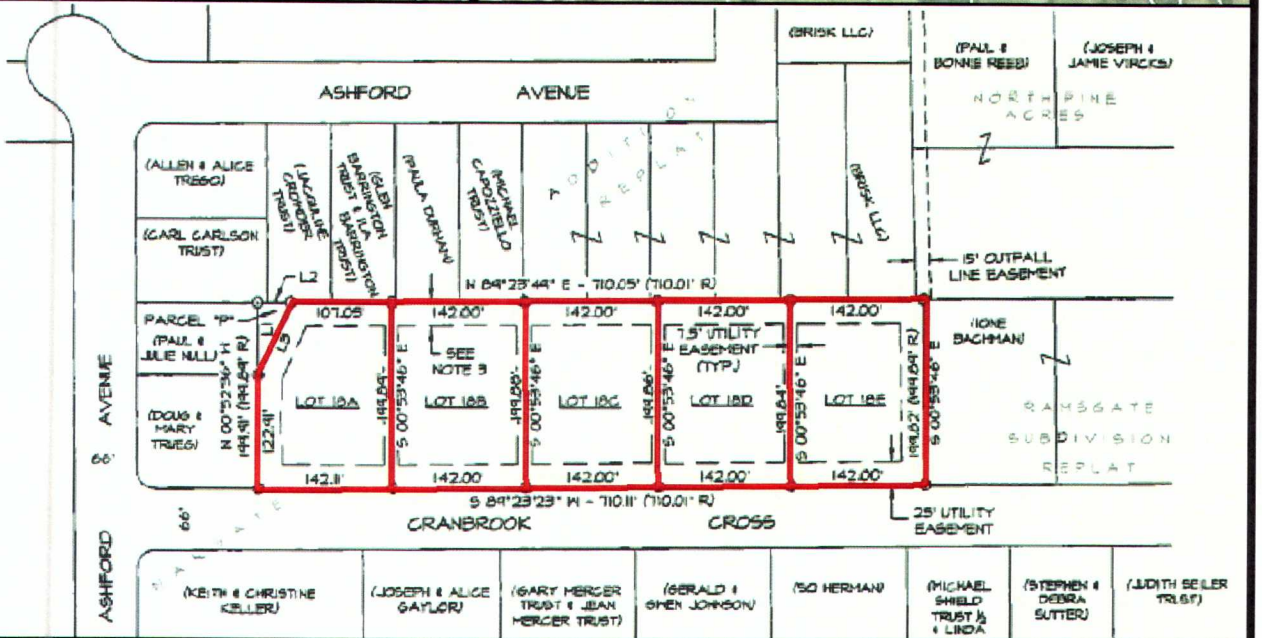 (BRISK LLC)
(PAUL &
BONNIE REEB)
(JOSEPH &
JAMIE VIRCKS)
NORTH PINE
ACRES
ASHFORD AVENUE
ADDITION
REPLAT
(ALLEN & ALICE
TREGO)
(CARL CARLSON
TRUST)
(JACQULINE
CROWDER
TRUST)
(GLEN
BARRINGTON
TRUST & ILA
BARRINGTON
TRUST)
(PAULA DURHAM)
(MICHAEL
CAPOZZIELLO
TRUST)
(BRISK LLC)
15' OUTFALL
LINE EASEMENT
L2
N 89°23'49" E - 710.05' (710.01' R)
PARCEL "P"
(PAUL &
JULIE NULL)
L1
L3
107.05'
142.00'
142.00'
142.00'
142.00'
SEE
NOTE 3
7.5' UTILITY
EASEMENT
(TYP.)
(IONE
BACHMAN)
(DOUG &
MARY
TRUEG)
N 00°52'36" W
199.91' (199.89' R)
122.91'
LOT 18A
199.89'
S 00°53'46" E
LOT 18B
199.88'
S 00°53'46" E
LOT 18C
199.86'
S 00°53'46" E
LOT 18D
199.84'
S 00°53'46" E
LOT 18E
199.82' (199.89' R)
S 00°53'46" E
RAMSGATE
SUBDIVISION
REPLAT
142.11'
142.00'
142.00'
142.00'
142.00'
S 89°23'23" W - 710.11' (710.01' R)
25' UTILITY
EASEMENT
66'
CRANBROOK CROSS
ASHFORD AVENUE
66'
(KEITH & CHRISTINE
KELLER)
(JOSEPH & ALICE
GAYLOR)
(GARY MERCER
TRUST & JEAN
MERCER TRUST)
(GERALD &
GWEN JOHNSON)
(SO HERMAN)
(MICHAEL
SHIELD
TRUST ½
& LINDA
(STEPHEN &
DEBRA
SUTTER)
(JUDITH SEILER
TRUST)